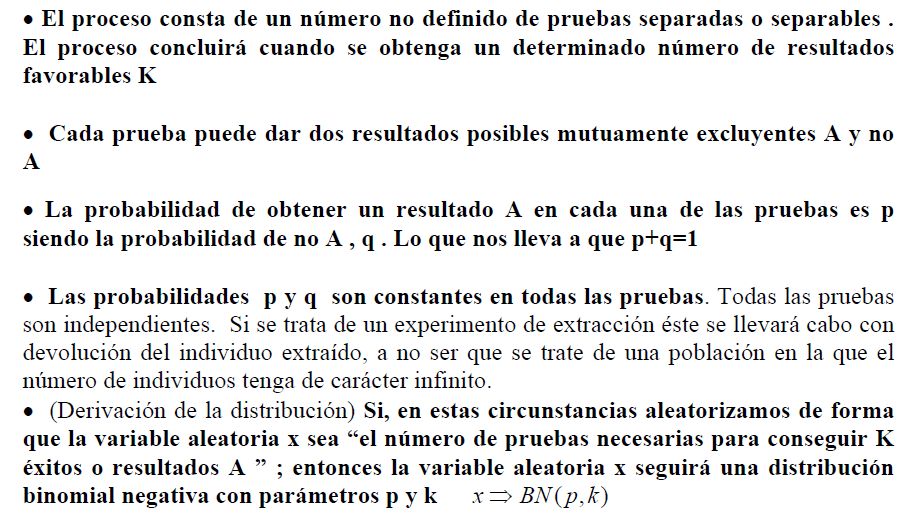 • El proceso consta de un número no definido de pruebas separadas o separables .
El proceso concluirá cuando se obtenga un determinado número de resultados
favorables K
• Cada prueba puede dar dos resultados posibles mutuamente excluyentes A y no
A
• La probabilidad de obtener un resultado A en cada una de las pruebas es p
siendo la probabilidad de no A , q . Lo que nos lleva a que p+q=1
• Las probabilidades p y q son constantes en todas las pruebas. Todas las pruebas
son independientes. Si se trata de un experimento de extracción éste se llevará cabo con
devolución del individuo extraído, a no ser que se trate de una población en la que el
número de individuos tenga de carácter infinito.
• (Derivación de la distribución) Si, en estas circunstancias aleatorizamos de forma
que la variable aleatoria x sea “el número de pruebas necesarias para conseguir K
éxitos o resultados A ” ; entonces la variable aleatoria x seguirá una distribución
binomial negativa con parámetros p y k x ⇒ BN(p,k)